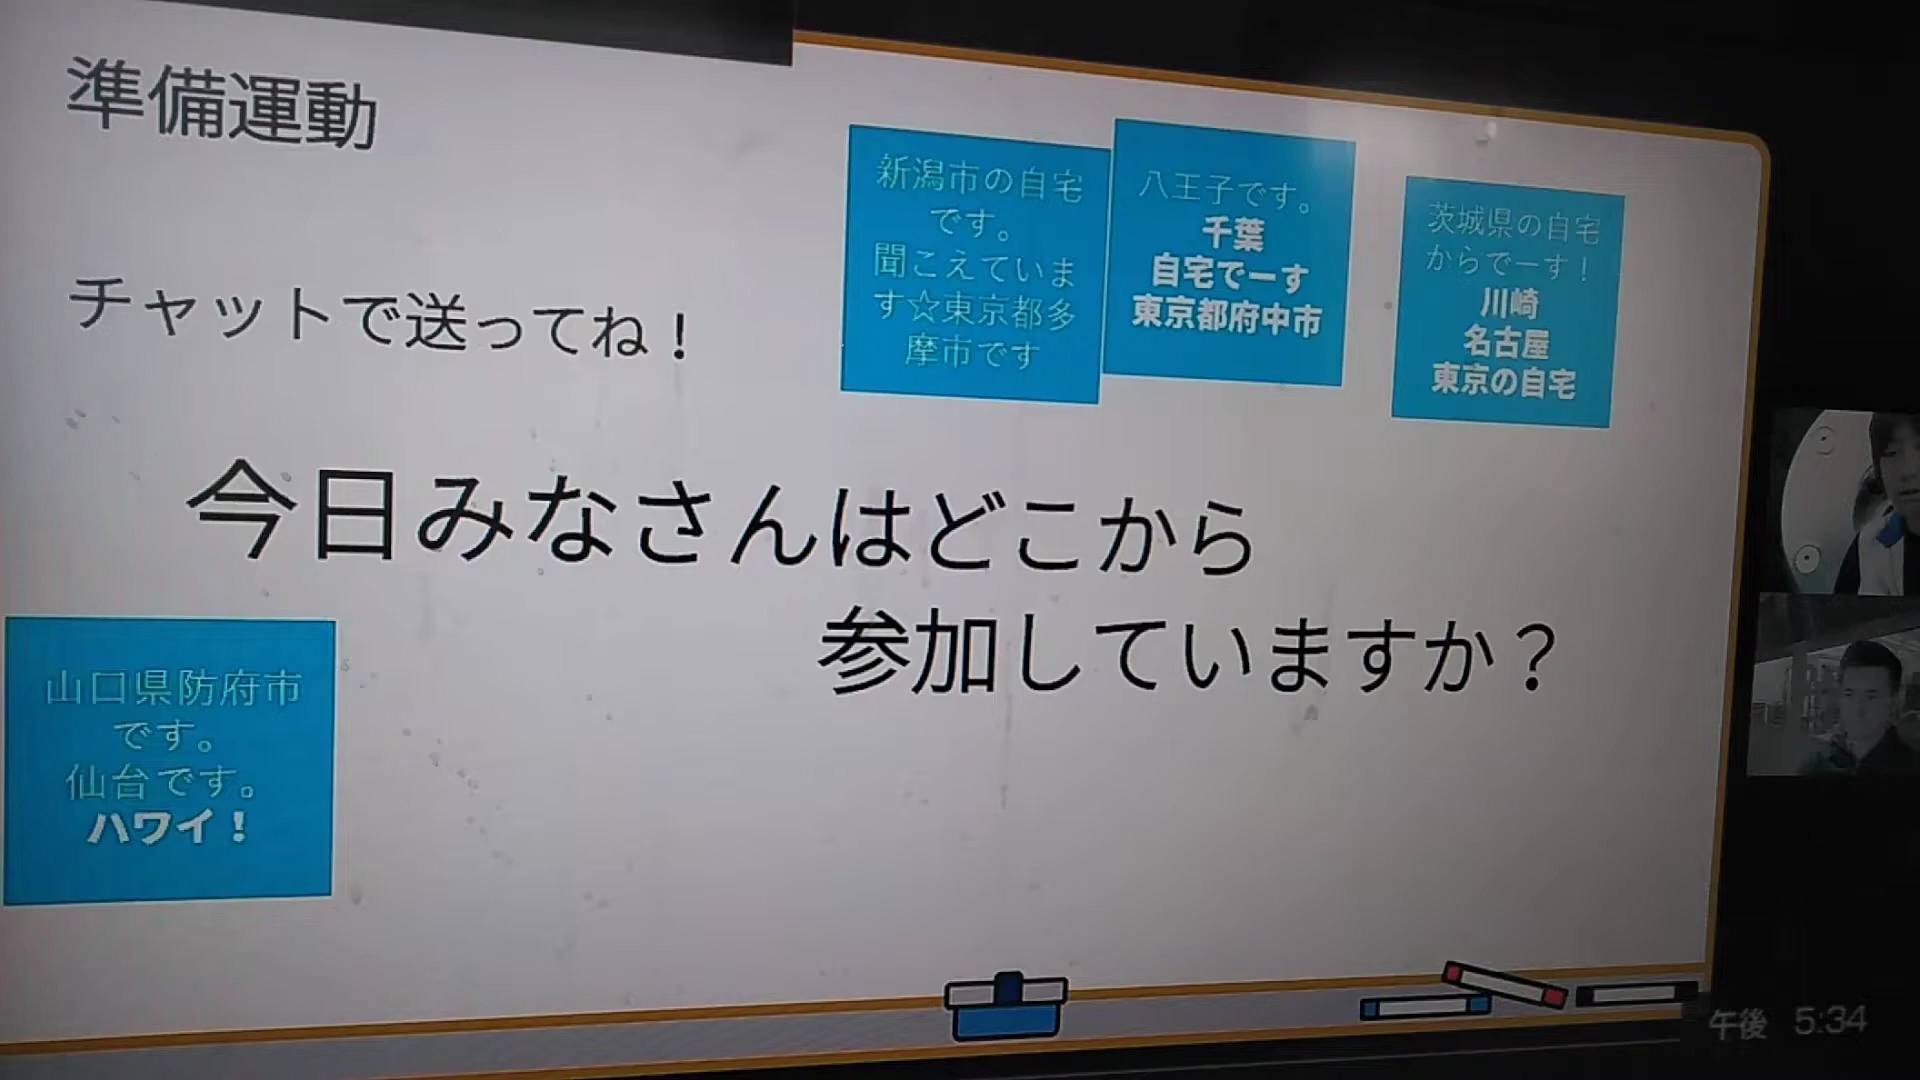 準備運動
チャットで送ってね！
新潟市の自宅
です。
聞こえていま
す☆東京都多
摩市です
八王子です。
千葉
自宅でーす
東京都府中市
茨城県の自宅
からでーす！
川崎
名古屋
東京の自宅
今日みなさんはどこから
参加していますか？
山口県防府市
です。
仙台です。
ハワイ！
午後 5:34